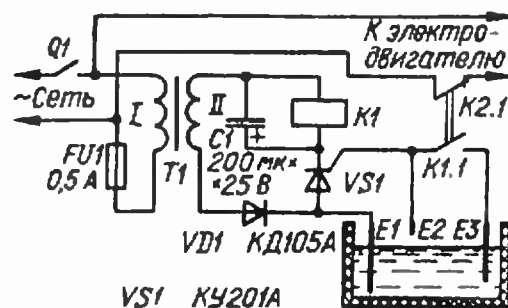 Q1
К электро-
двигателю
~Сеть
I
II
K1
K2.1
C1
+
200 мк×
×25 В
FU1
0,5 А
T1
VS1
K1.1
VD1 КД105А
E1 E2 E3
VS1 КУ201А